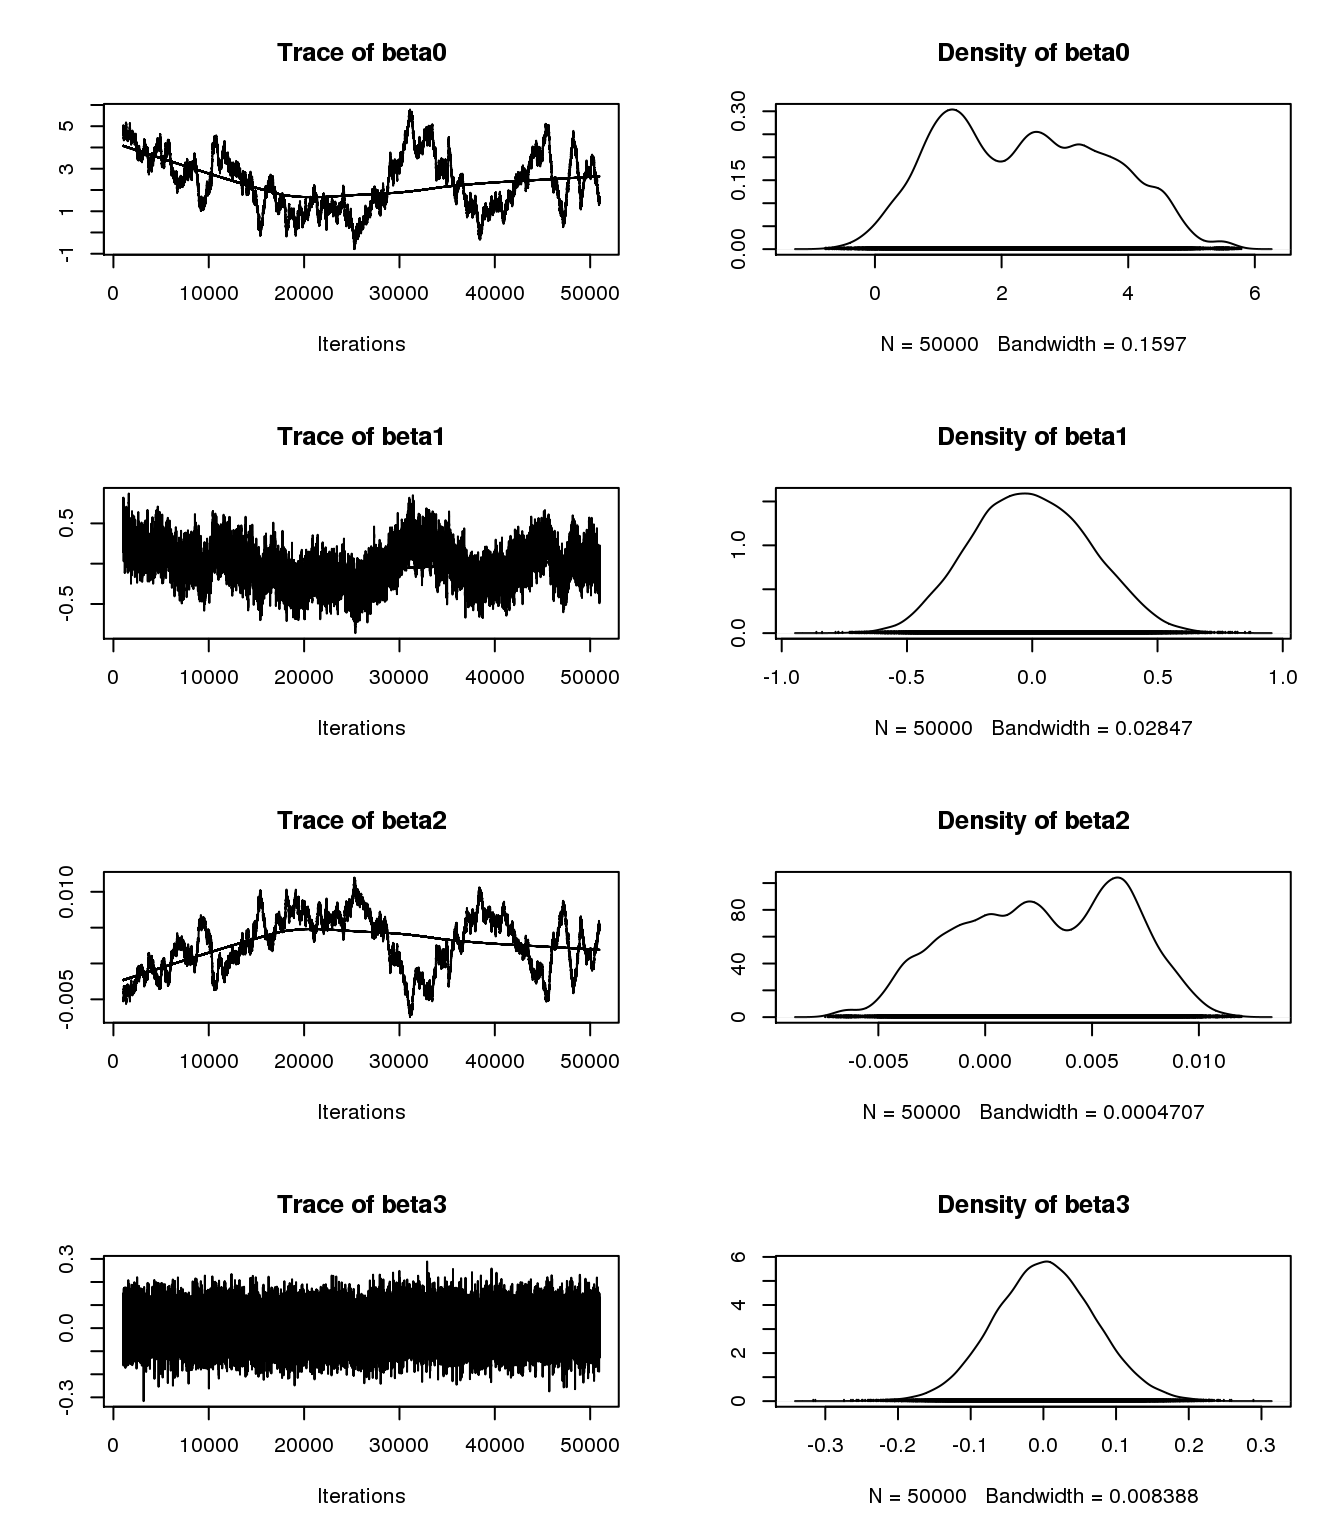 Trace of beta0
5
3
1
-1
0 10000 20000 30000 40000 50000
Iterations
Density of beta0
0.30
0.15
0.00
0 2 4 6
N = 50000 Bandwidth = 0.1597
Trace of beta1
0.5
-0.5
0 10000 20000 30000 40000 50000
Iterations
Density of beta1
1.0
0.0
-1.0 -0.5 0.0 0.5 1.0
N = 50000 Bandwidth = 0.02847
Trace of beta2
0.010
-0.005
0 10000 20000 30000 40000 50000
Iterations
Density of beta2
80
40
0
-0.005 0.000 0.005 0.010
N = 50000 Bandwidth = 0.0004707
Trace of beta3
0.3
0.0
-0.3
0 10000 20000 30000 40000 50000
Iterations
Density of beta3
6
4
2
0
-0.3 -0.2 -0.1 0.0 0.1 0.2 0.3
N = 50000 Bandwidth = 0.008388